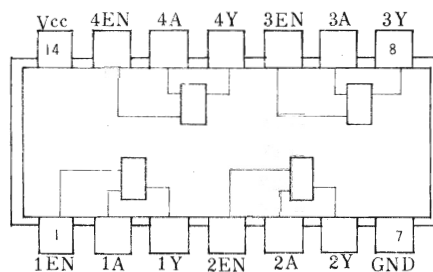 Vcc 4EN 4A 4Y 3EN 3A 3Y
14 8
1 7
1EN 1A 1Y 2EN 2A 2Y GND